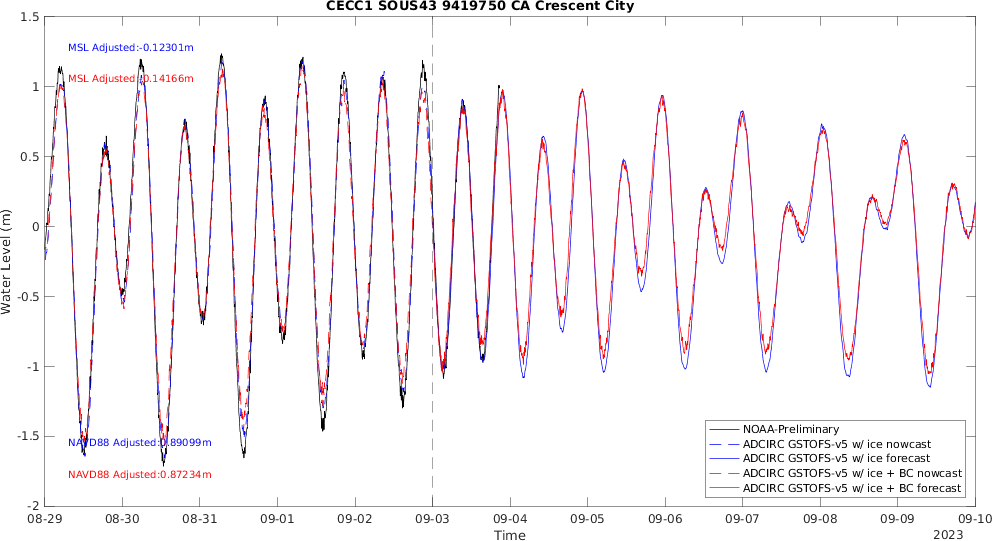 CECC1 SOUS43 9419750 CA Crescent City
MSL Adjusted:-0.12301m
MSL Adjusted:-0.14166m
NAVD88 Adjusted:0.89099m
NAVD88 Adjusted:0.87234m
Water Level (m)
1.5
1
0.5
0
-0.5
-1
-1.5
-2
NOAA-Preliminary
ADCIRC GSTOFS-v5 w/ ice nowcast
ADCIRC GSTOFS-v5 w/ ice forecast
ADCIRC GSTOFS-v5 w/ ice + BC nowcast
ADCIRC GSTOFS-v5 w/ ice + BC forecast
08-29 08-30 08-31 09-01 09-02 09-03 09-04 09-05 09-06 09-07 09-08 09-09 09-10
Time
2023